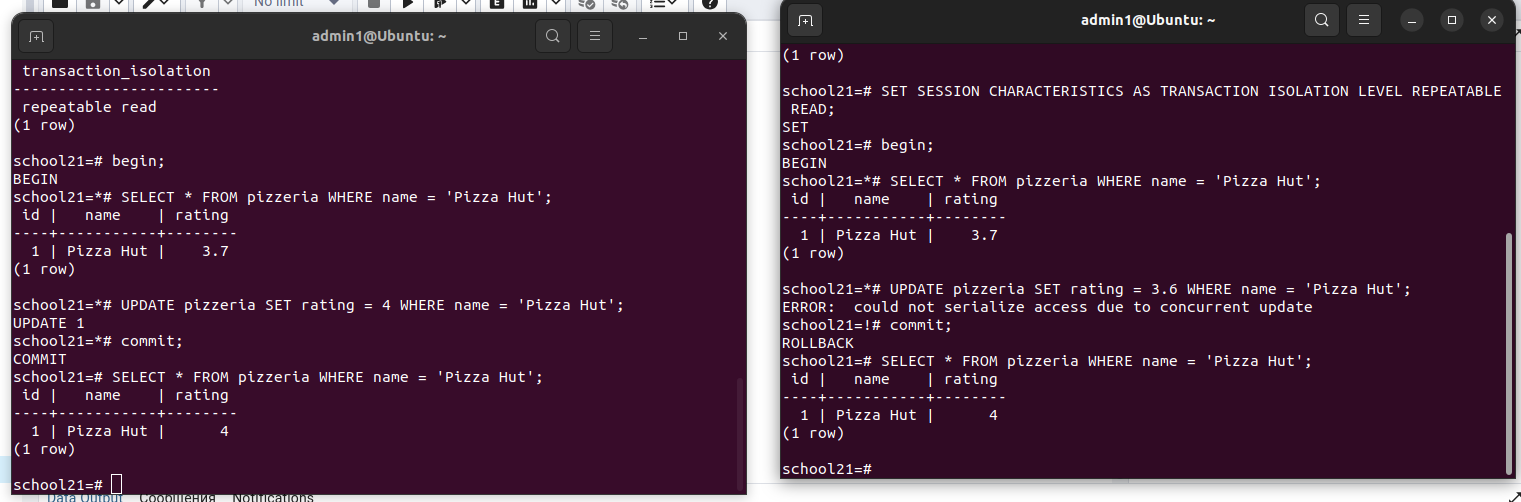 No limit
admin1@Ubuntu: ~
transaction_isolation
-----------------------
repeatable read
(1 row)
school21=# begin;
BEGIN
school21=*# SELECT * FROM pizzeria WHERE name = 'Pizza Hut';
id |   name    | rating
----+-----------+--------
1 | Pizza Hut |    3.7
(1 row)
school21=*# UPDATE pizzeria SET rating = 4 WHERE name = 'Pizza Hut';
UPDATE 1
school21=*# commit;
COMMIT
school21=# SELECT * FROM pizzeria WHERE name = 'Pizza Hut';
id |   name    | rating
----+-----------+--------
1 | Pizza Hut |      4
(1 row)
school21=#
Data Output Сообщения Notifications
admin1@Ubuntu: ~
(1 row)
school21=# SET SESSION CHARACTERISTICS AS TRANSACTION ISOLATION LEVEL REPEATABLE
READ;
SET
school21=# begin;
BEGIN
school21=*# SELECT * FROM pizzeria WHERE name = 'Pizza Hut';
id |   name    | rating
----+-----------+--------
1 | Pizza Hut |    3.7
(1 row)
school21=*# UPDATE pizzeria SET rating = 3.6 WHERE name = 'Pizza Hut';
ERROR:  could not serialize access due to concurrent update
school21=!# commit;
ROLLBACK
school21=# SELECT * FROM pizzeria WHERE name = 'Pizza Hut';
id |   name    | rating
----+-----------+--------
1 | Pizza Hut |      4
(1 row)
school21=#